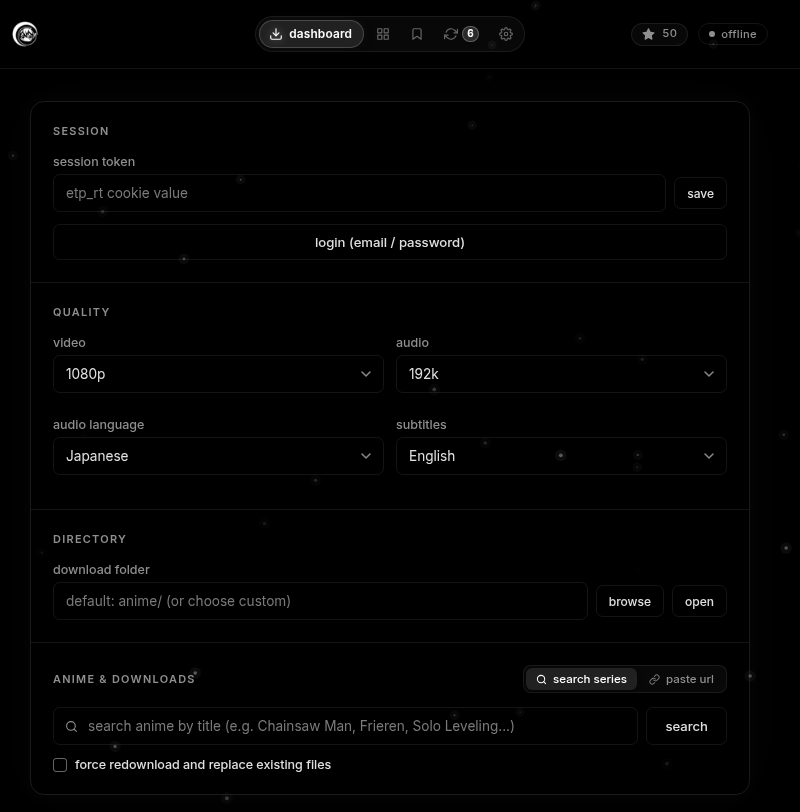 dashboard
6
50
offline
SESSION
session token
etp_rt cookie value
save
login (email / password)
QUALITY
video
audio
1080p
192k
audio language
subtitles
Japanese
English
DIRECTORY
download folder
default: anime/ (or choose custom)
browse
open
ANIME & DOWNLOADS
search series
paste url
search anime by title (e.g. Chainsaw Man, Frieren, Solo Leveling...)
search
force redownload and replace existing files